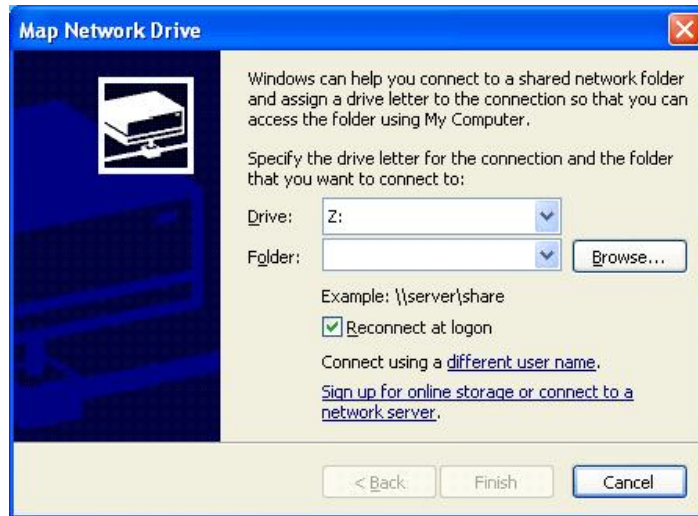 Map Network Drive
Windows can help you connect to a shared network folder
and assign a drive letter to the connection so that you can
access the folder using My Computer.
Specify the drive letter for the connection and the folder
that you want to connect to:
Drive: Z:
Folder: Browse...
Example: \\server\share
Reconnect at logon
Connect using a different user name.
Sign up for online storage or connect to a
network server.
< Back Finish Cancel